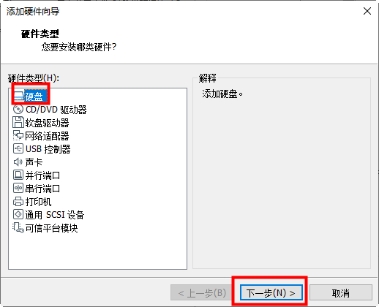 添加硬件向导
硬件类型
您要安装哪类硬件?
硬件类型(H):
硬盘
CD/DVD 驱动器
软盘驱动器
网络适配器
USB 控制器
声卡
并行端口
串行端口
打印机
通用 SCSI 设备
可信平台模块
解释
添加硬盘。
< 上一步(B)
下一步(N) >
取消